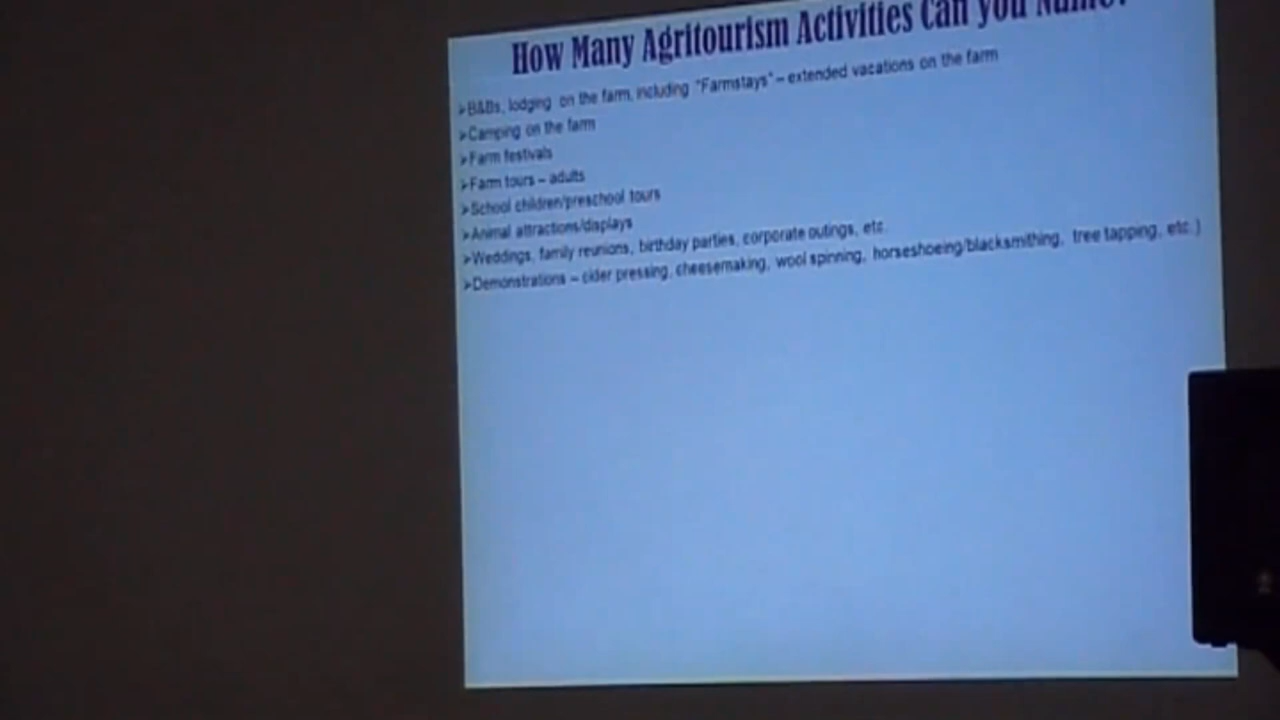 How Many Agritourism Activities Can you Name?
➢B&Bs, lodging on the farm, including "Farmstays" – extended vacations on the farm
➢Camping on the farm
➢Farm festivals
➢Farm tours – adults
➢School children/preschool tours
➢Animal attractions/displays
➢Weddings, family reunions, birthday parties, corporate outings, etc.
➢Demonstrations – cider pressing, cheesemaking, wool spinning, horseshoeing/blacksmithing, tree tapping, etc.)